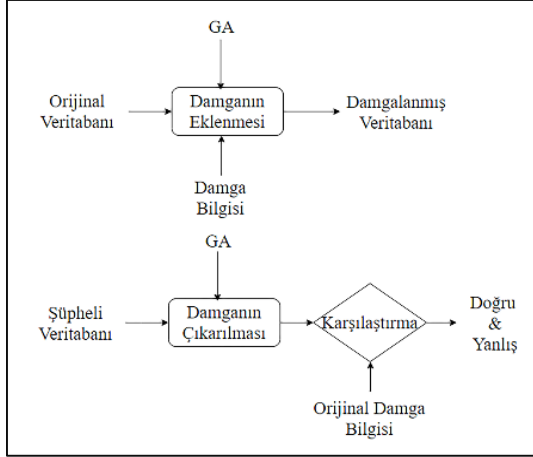 GA
Orijinal
Veritabanı
Damganın
Eklenmesi
Damgalanmış
Veritabanı
Damga
Bilgisi
GA
Şüpheli
Veritabanı
Damganın
Çıkarılması
Karşılaştırma
Doğru
&
Yanlış
Orijinal Damga
Bilgisi